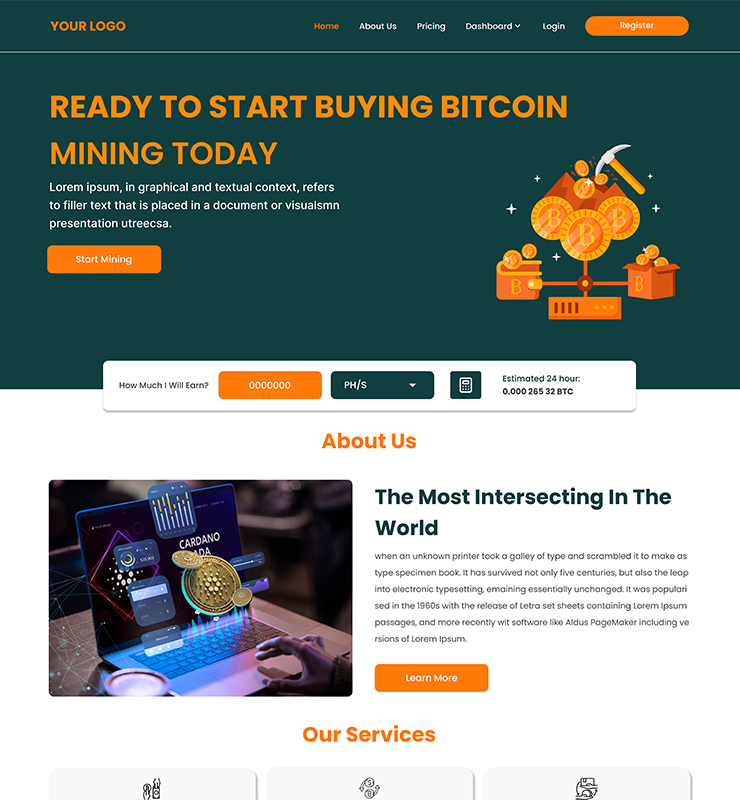 YOUR LOGO
Home About Us Pricing Dashboard Login Register
READY TO START BUYING BITCOIN
MINING TODAY
Lorem ipsum, in graphical and textual context, refers
to filler text that is placed in a document or visualsmn
presentation utreecsa.
Start Mining
How Much I Will Earn?
0000000
PH/S
Estimated 24 hour:
0.000 265 32 BTC
About Us
CARDANO
ADA
The Most Intersecting In The
World
when an unknown printer took a galley of type and scrambled it to make as
type specimen book. It has survived not only five centuries, but also the leap
into electronic typesetting, emaining essentially unchanged. It was populari
sed in the 1960s with the release of Letra set sheets containing Lorem Ipsum
passages, and more recently wit software like Aldus PageMaker including ve
rsions of Lorem Ipsum.
Learn More
Our Services